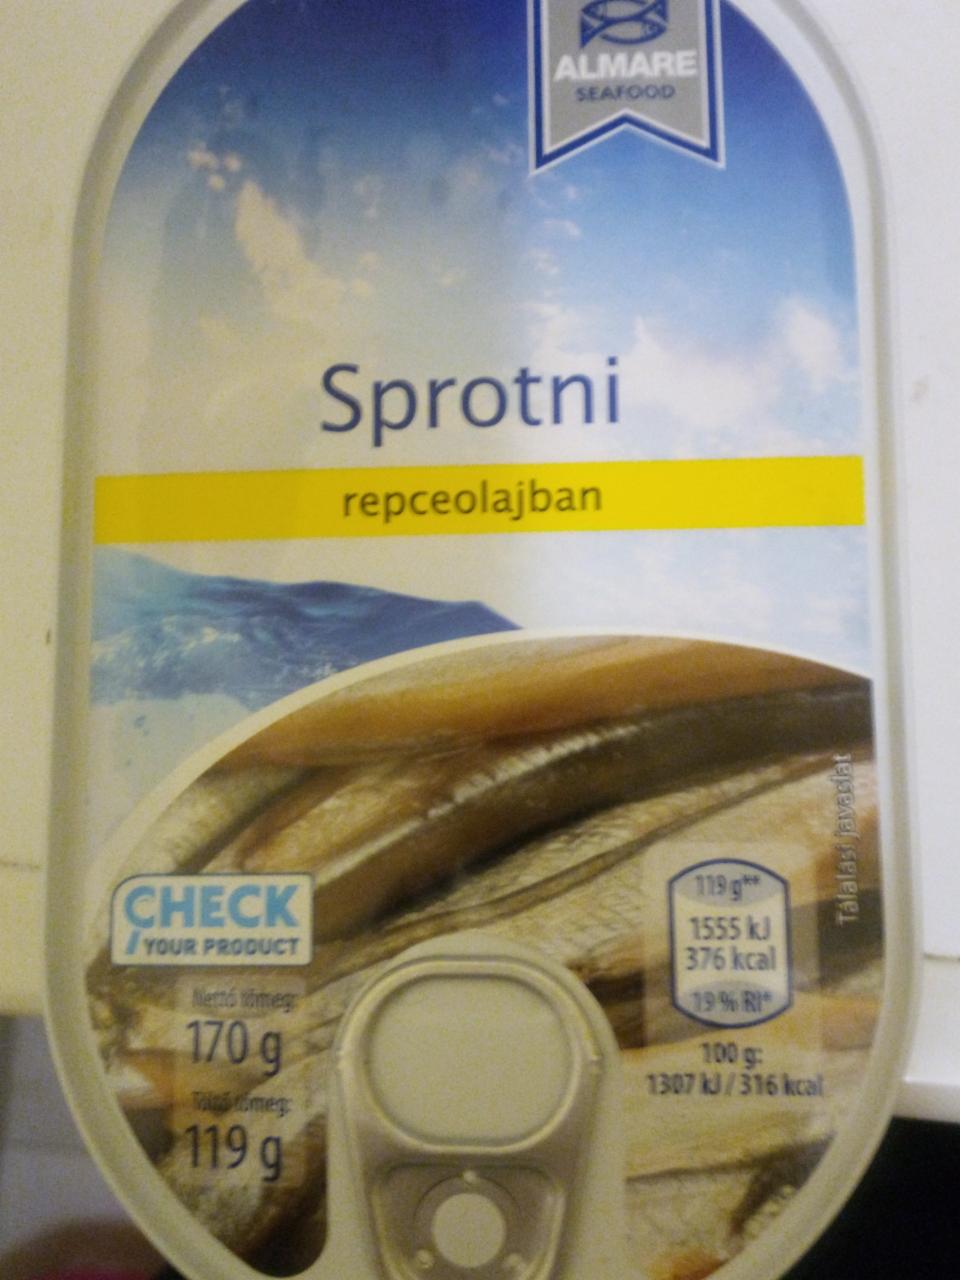 ALMARE
SEAFOOD
Sprotni
repceolajban
Tálalási javaslat
CHECK
YOUR PRODUCT
Nettó tömeg:
170 g
Töltő tömeg:
119 g
119 g**
1555 kJ
376 kcal
19 % RI*
100 g:
1307 kJ / 316 kcal